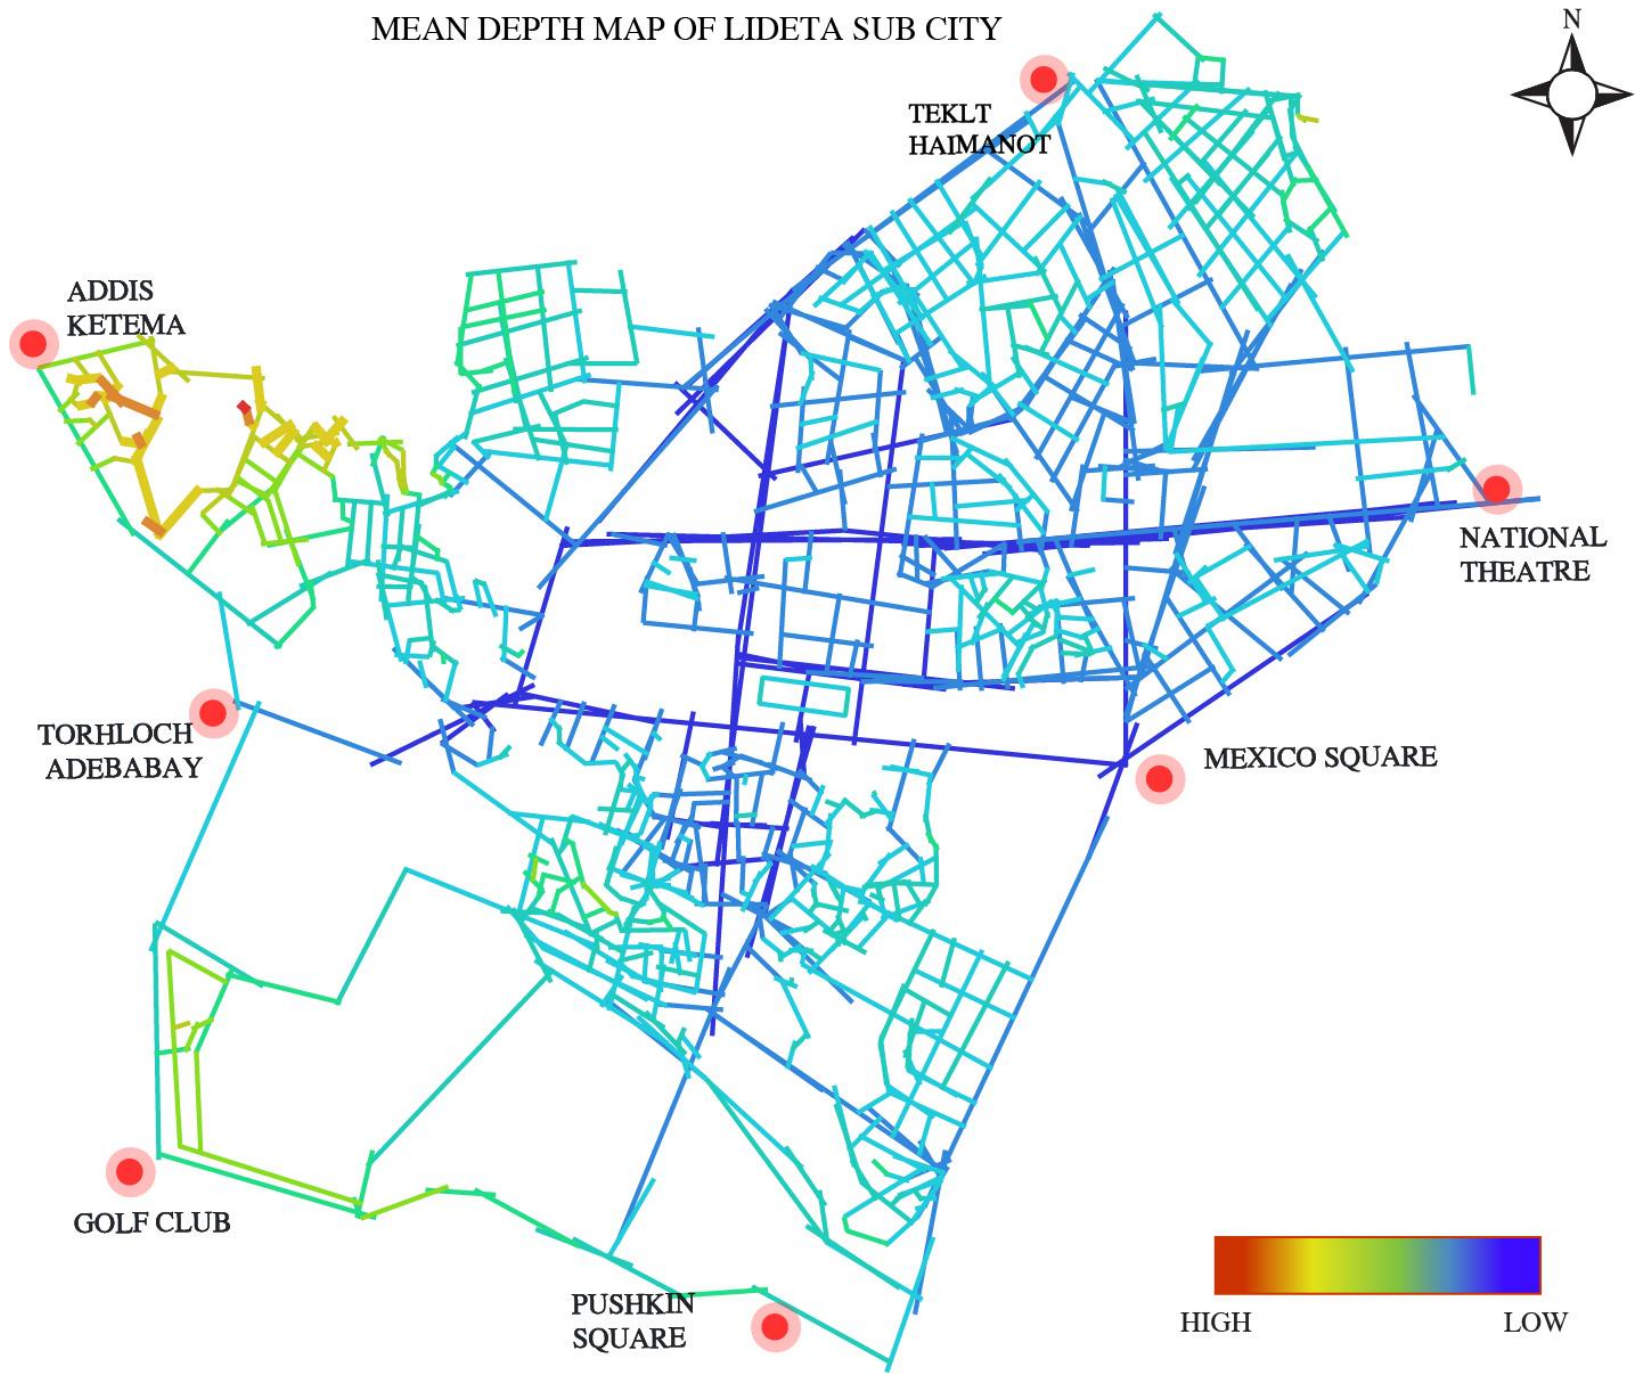 MEAN DEPTH MAP OF LIDETA SUB CITY
N
TEKLT
HAIMANOT
ADDIS
KETEMA
NATIONAL
THEATRE
TORHLOCH
ADEBABAY
MEXICO SQUARE
GOLF CLUB
PUSHKIN
SQUARE
HIGH
LOW